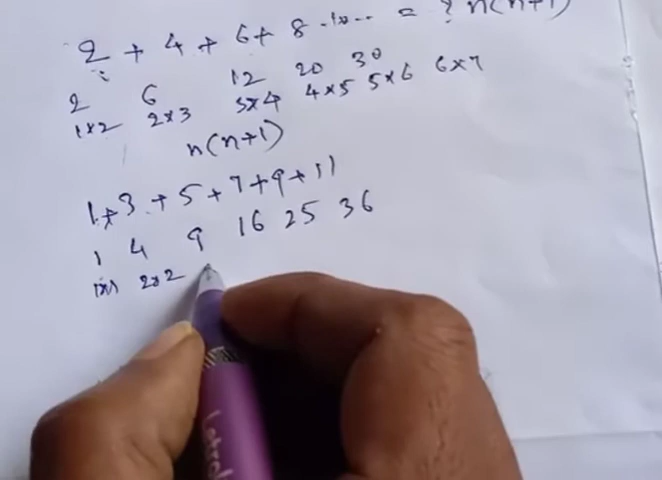 2 + 4 + 6 + 8 ..... = ? n(n+1)
2 6 12 20 30
1×2 2×3 3×4 4×5 5×6 6×7
n(n+1)
1+3+5+7+9+11
1 4 9 16 25 36
1×1 2×2